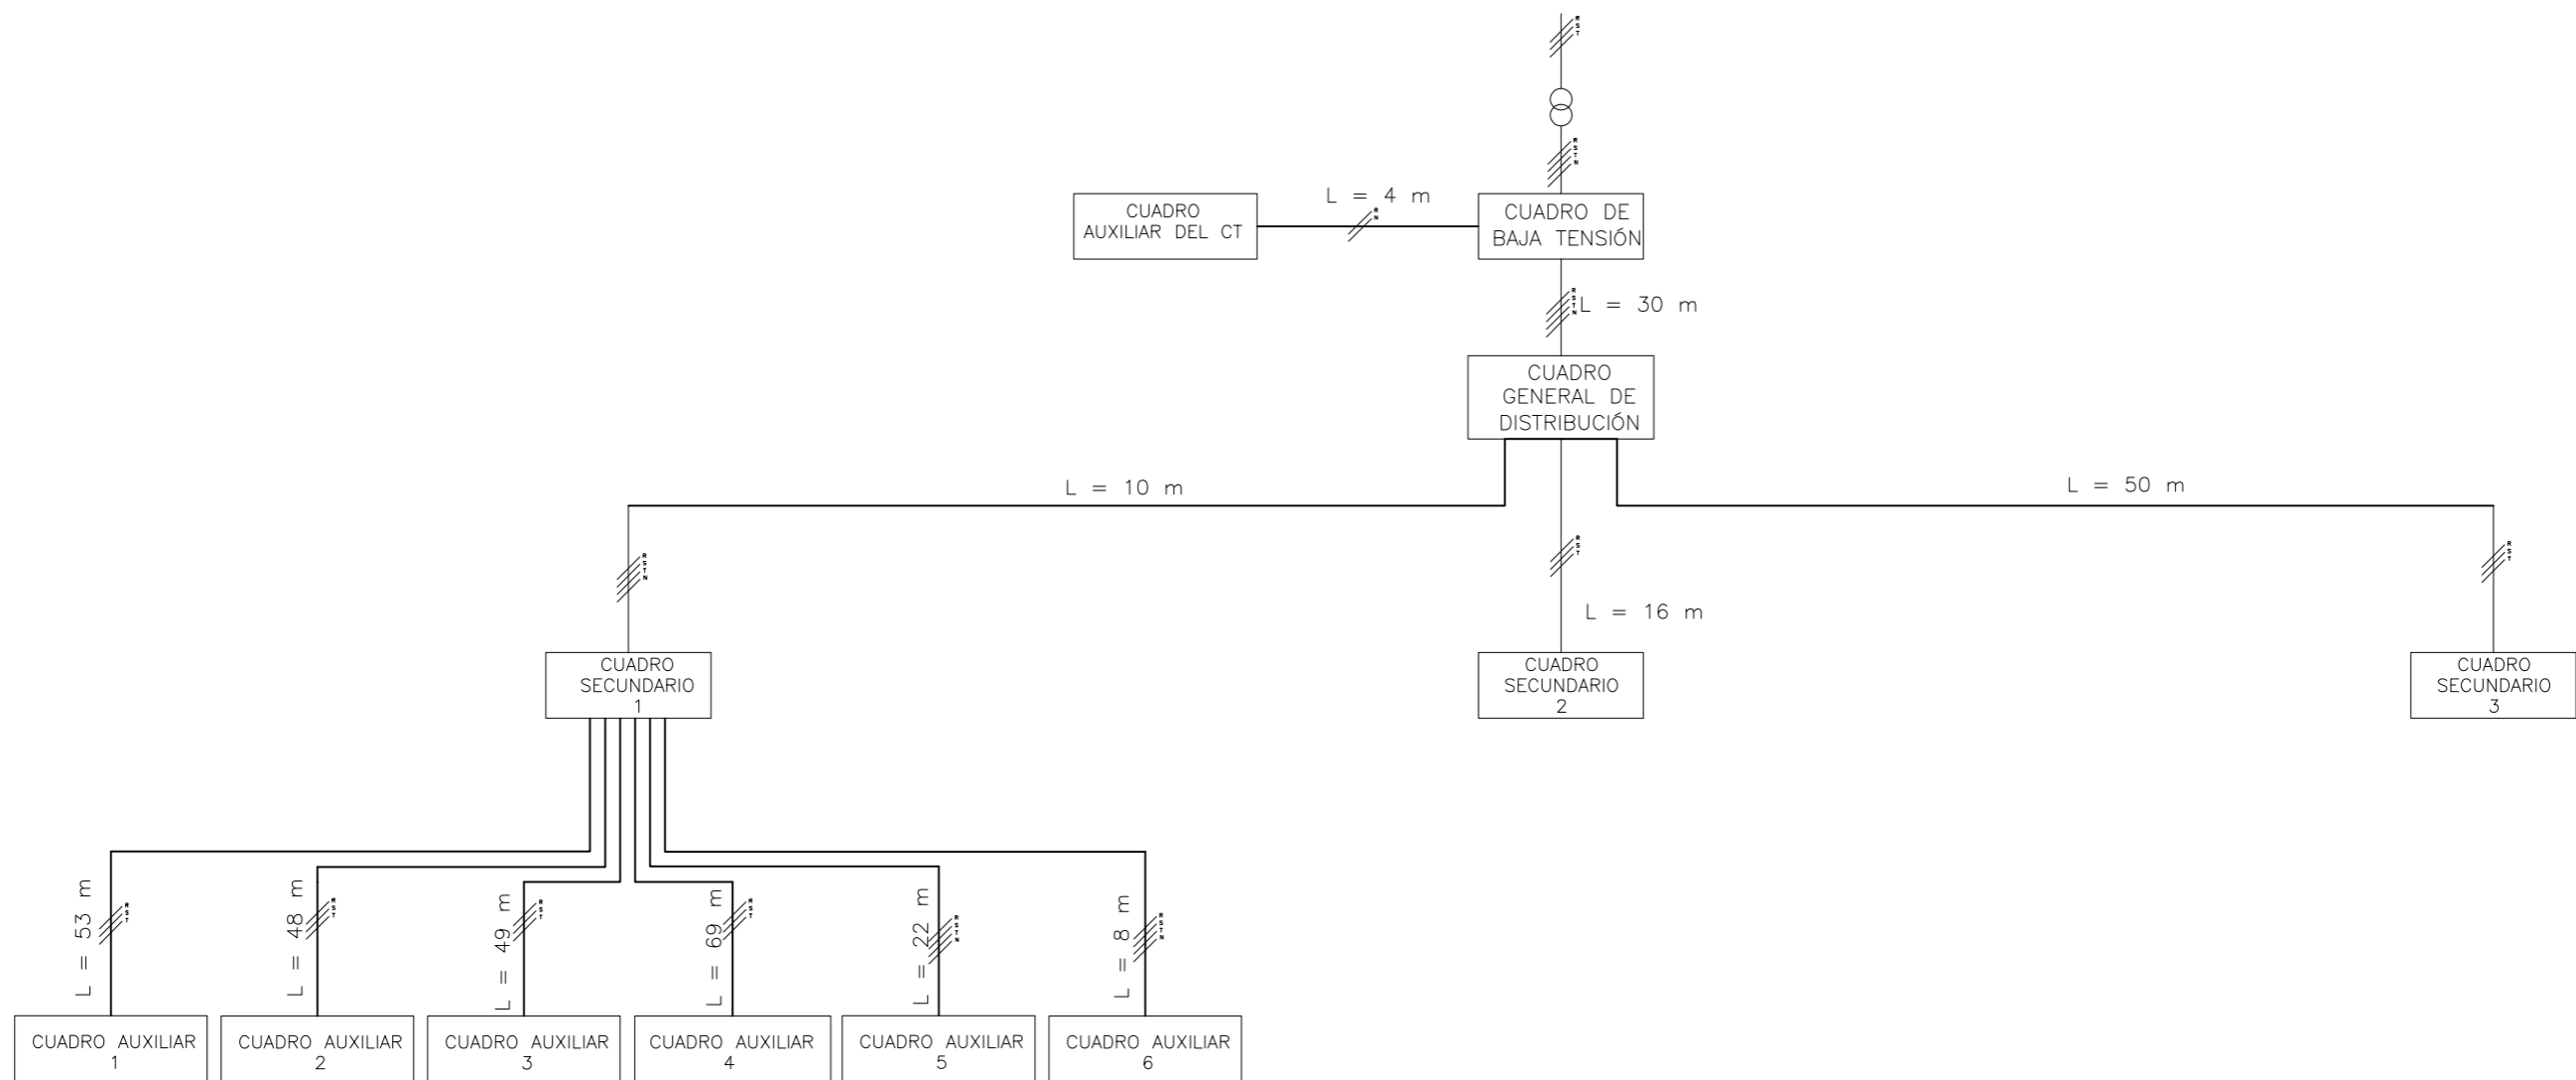 R
S
T
R
S
T
N
L = 4 m
R
N
CUADRO
AUXILIAR DEL CT
CUADRO DE
BAJA TENSIÓN
R
S
T
N
L = 30 m
CUADRO
GENERAL DE
DISTRIBUCIÓN
L = 10 m
L = 50 m
R
S
T
N
R
S
T
R
S
T
L = 16 m
CUADRO
SECUNDARIO
1
CUADRO
SECUNDARIO
2
CUADRO
SECUNDARIO
3
L = 53 m
R
S
T
L = 48 m
R
S
T
L = 49 m
R
S
T
L = 69 m
R
S
T
L = 22 m
R
S
T
N
L = 8 m
R
S
T
N
CUADRO AUXILIAR
1
CUADRO AUXILIAR
2
CUADRO AUXILIAR
3
CUADRO AUXILIAR
4
CUADRO AUXILIAR
5
CUADRO AUXILIAR
6